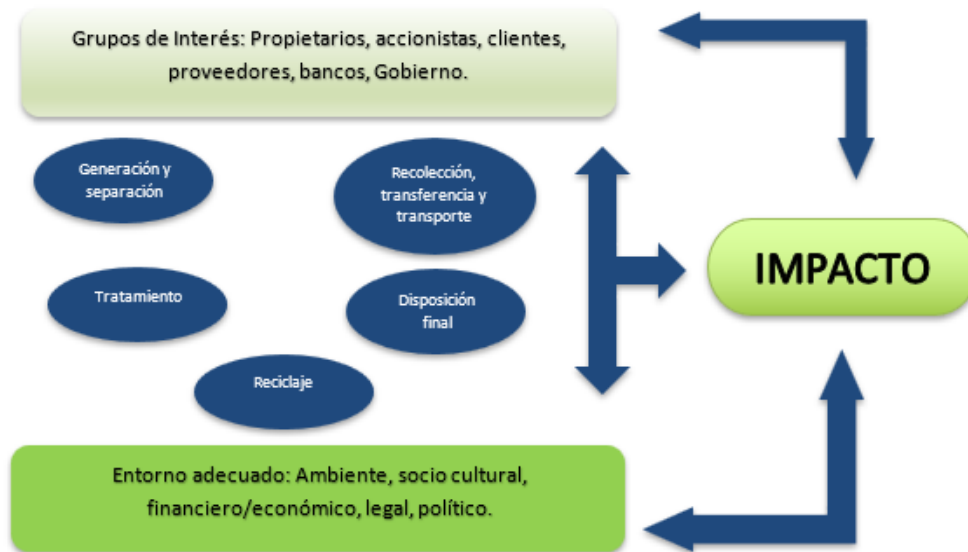 Grupos de Interés: Propietarios, accionistas, clientes,
proveedores, bancos, Gobierno.
Generación y
separación
Recolección,
transferencia y
transporte
IMPACTO
Tratamiento
Disposición
final
Reciclaje
Entorno adecuado: Ambiente, socio cultural,
financiero/económico, legal, político.